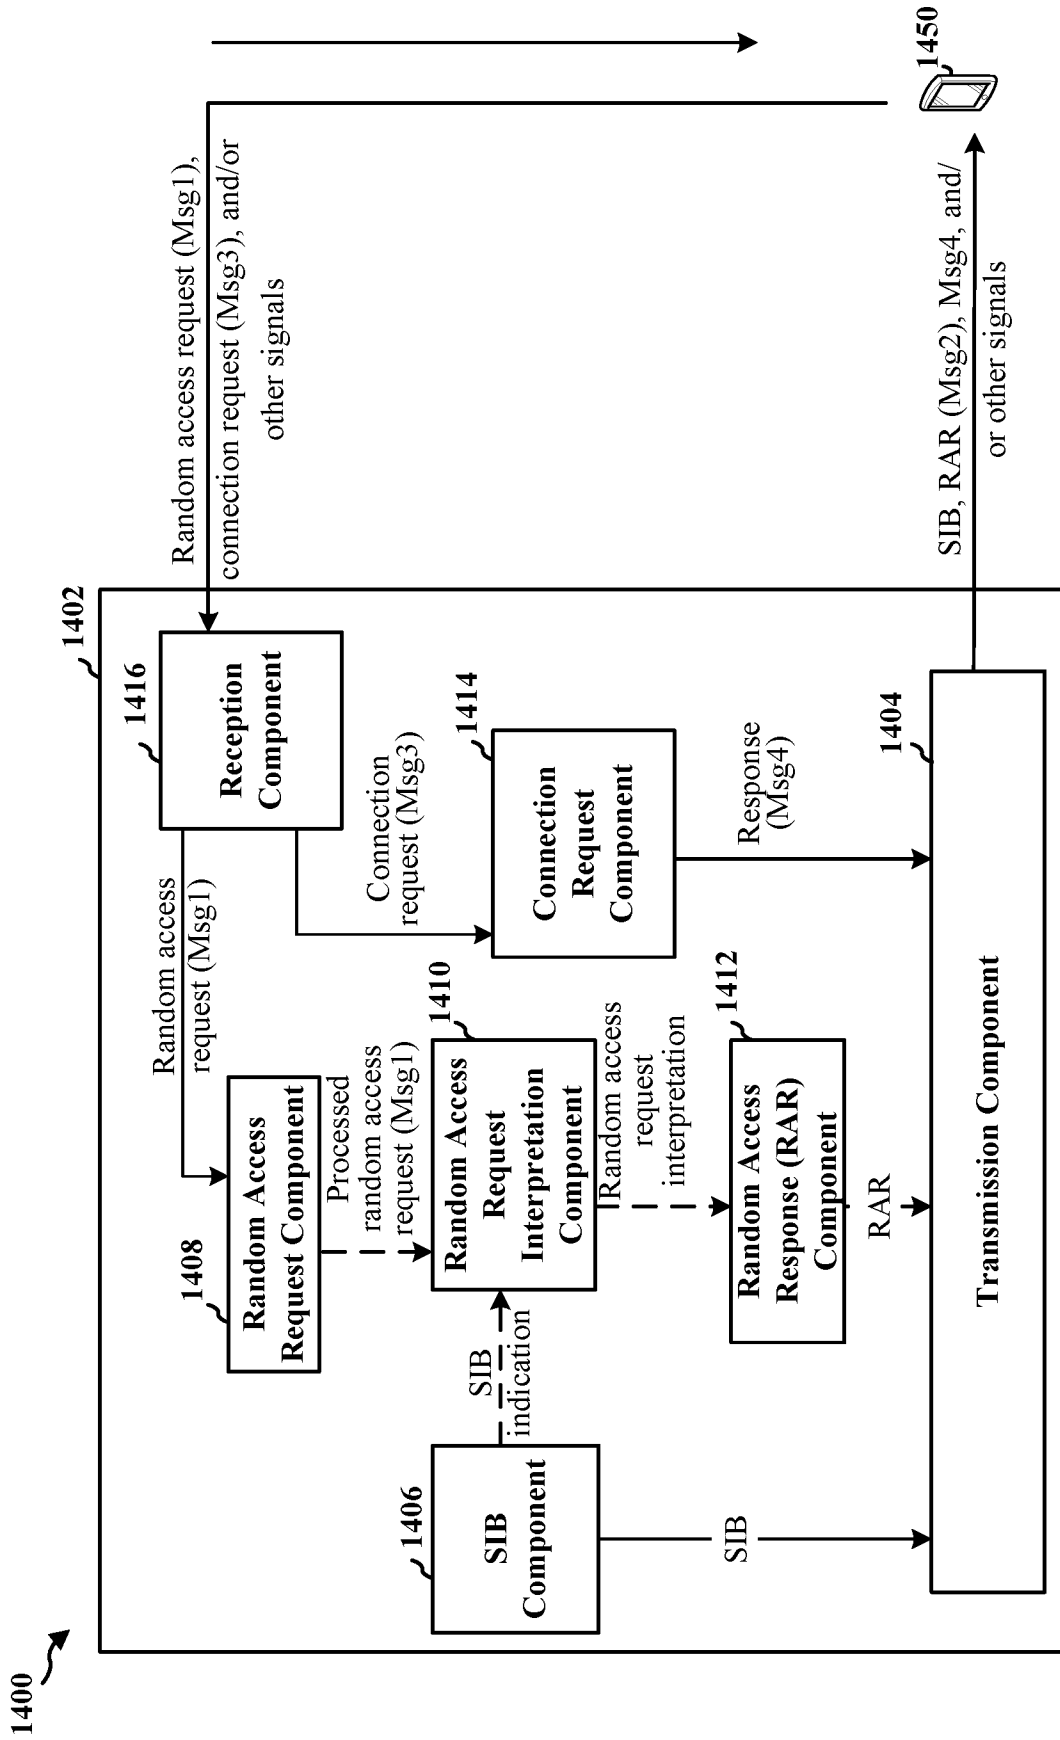 1400
1402
1416
Reception
Component
Random access request (Msg1),
connection request (Msg3), and/or
other signals
1450
Random access
request (Msg1)
Connection
request (Msg3)
1408
Random Access
Request Component
Processed
random access
request (Msg1)
1406
SIB
Component
SIB
indication
1410
Random Access
Request
Interpretation
Component
1414
Connection
Request
Component
Random access
request
interpretation
1412
Random Access
Response (RAR)
Component
Response
(Msg4)
SIB
RAR
1404
Transmission Component
SIB, RAR (Msg2), Msg4, and/
or other signals